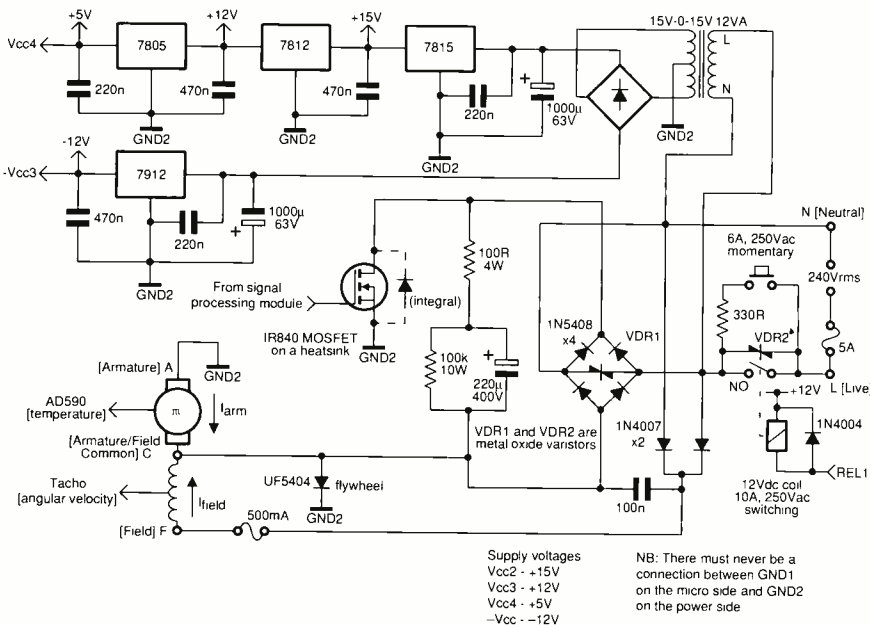 +5V
+12V
+15V
15V-0-15V 12VA
Vcc4
7805
7812
7815
L
N
220n
470n
470n
220n
+
1000µ
63V
GND2
GND2
GND2
GND2
-12V
-Vcc3
7912
470n
220n
+
1000µ
63V
GND2
N [Neutral]
6A, 250Vac
momentary
240Vrms
100R
4W
From signal
processing module
(integral)
330R
1N5408
x4
VDR1
VDR2
5A
IR840 MOSFET
on a heatsink
GND2
100k
10W
+
220µ
400V
NO
L [Live]
+12V
[Armature] A
GND2
AD590
[temperature]
m
Iarm
[Armature/Field
Common] C
VDR1 and VDR2 are
metal oxide varistors
1N4007
x2
1N4004
REL1
Tacho
[angular velocity]
Ifield
UF5404
flywheel
GND2
100n
12Vdc coil
10A, 250Vac
switching
[Field] F
500mA
Supply voltages
Vcc2 - +15V
Vcc3 - +12V
Vcc4 - +5V
–Vcc - –12V
NB: There must never be a
connection between GND1
on the micro side and GND2
on the power side